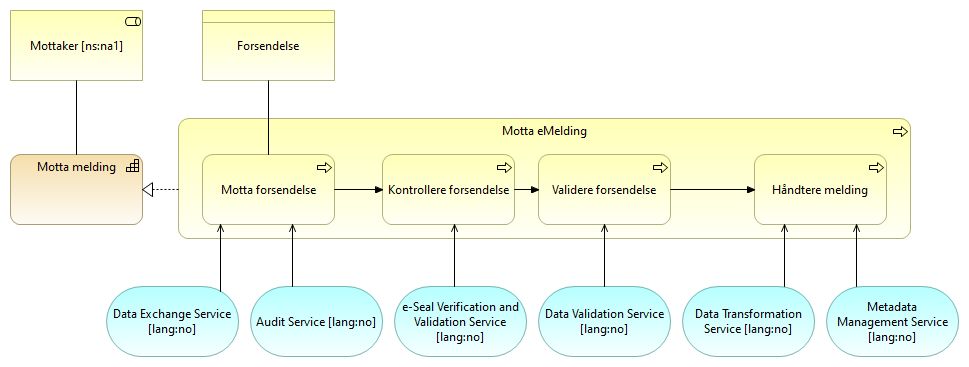 Mottaker [ns:na1]
Forsendelse
Motta eMelding
Motta melding
Motta forsendelse
Kontrollere forsendelse
Validere forsendelse
Håndtere melding
Data Exchange Service
[lang:no]
Audit Service [lang:no]
e-Seal Verification and
Validation Service
[lang:no]
Data Validation Service
[lang:no]
Data Transformation
Service [lang:no]
Metadata
Management Service
[lang:no]